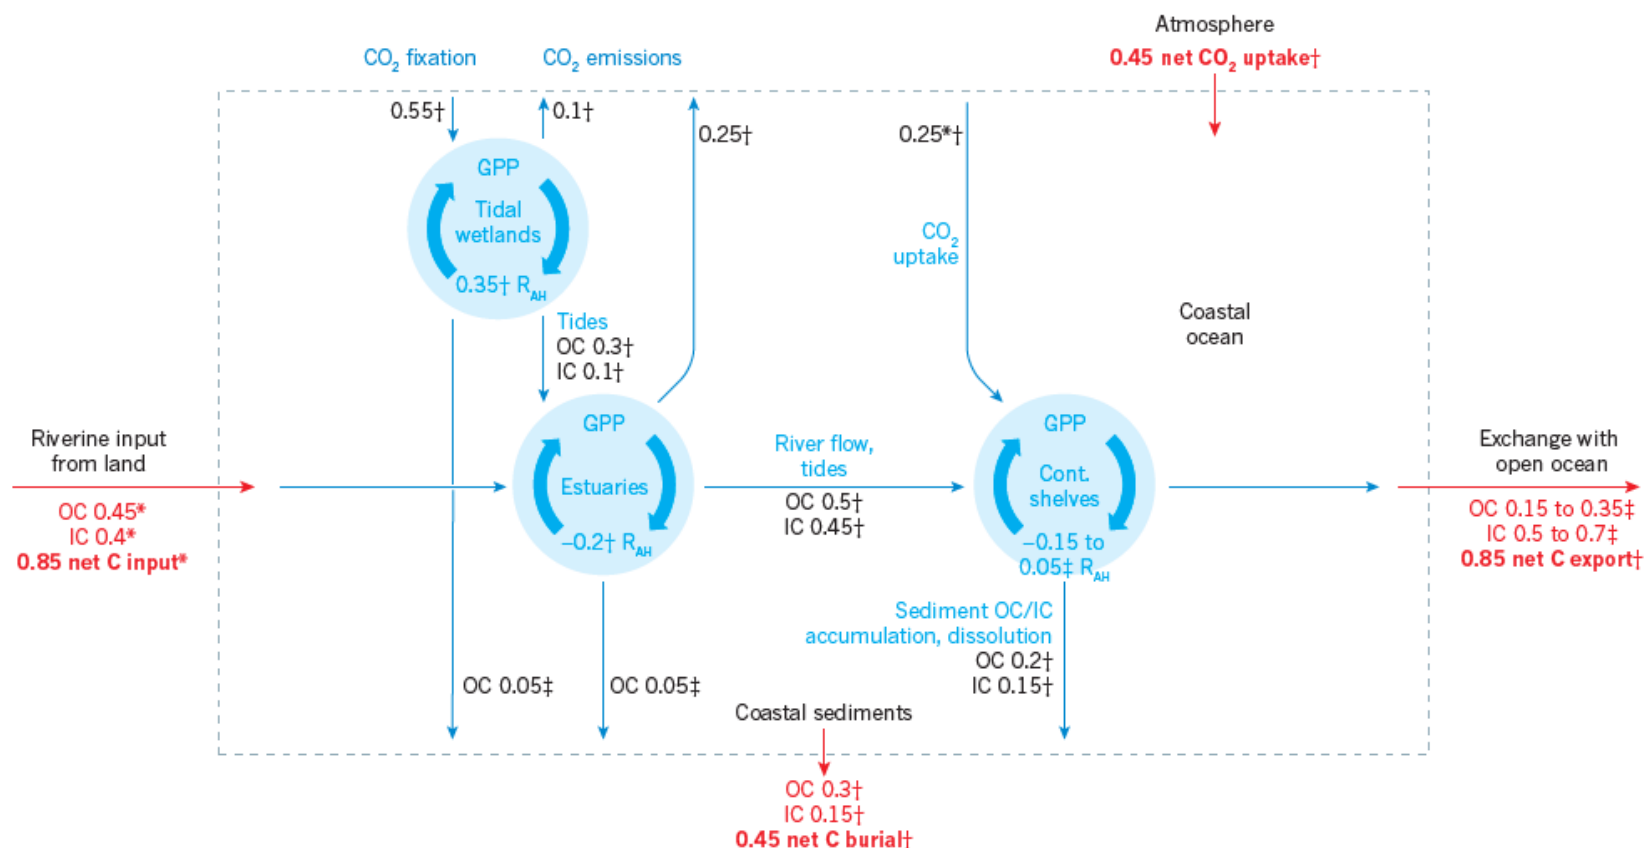 Atmosphere
0.45 net CO₂ uptake†
CO₂ fixation
CO₂ emissions
0.55†
0.1†
0.25†
0.25*†
GPP
Tidal
wetlands
0.35† R_AH
CO₂
uptake
Coastal
ocean
Tides
OC 0.3†
IC 0.1†
Riverine input
from land
OC 0.45*
IC 0.4*
0.85 net C input*
GPP
Estuaries
–0.2† R_AH
River flow,
tides
OC 0.5†
IC 0.45†
GPP
Cont.
shelves
–0.15 to
0.05‡ R_AH
Exchange with
open ocean
OC 0.15 to 0.35‡
IC 0.5 to 0.7‡
0.85 net C export†
Sediment OC/IC
accumulation, dissolution
OC 0.2†
IC 0.15†
OC 0.05‡
OC 0.05‡
Coastal sediments
OC 0.3†
IC 0.15†
0.45 net C burial†